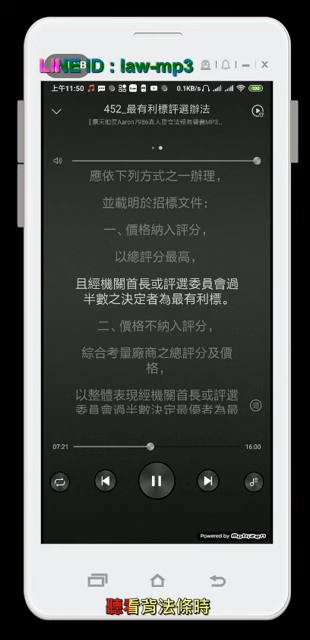 LINE ID : law-mp3
上午11:50
0.1KB/s
452_最有利標評選辦法
應依下列方式之一辦理，
並載明於招標文件：
一、價格納入評分，
以總評分最高，
且經機關首長或評選委員會過
半數之決定者為最有利標。
二、價格不納入評分，
綜合考量廠商之總評分及價
格，
以整體表現經機關首長或評選
委員會過半數決定最優者為最
07:21
16:00
Powered by
聽看背法條時